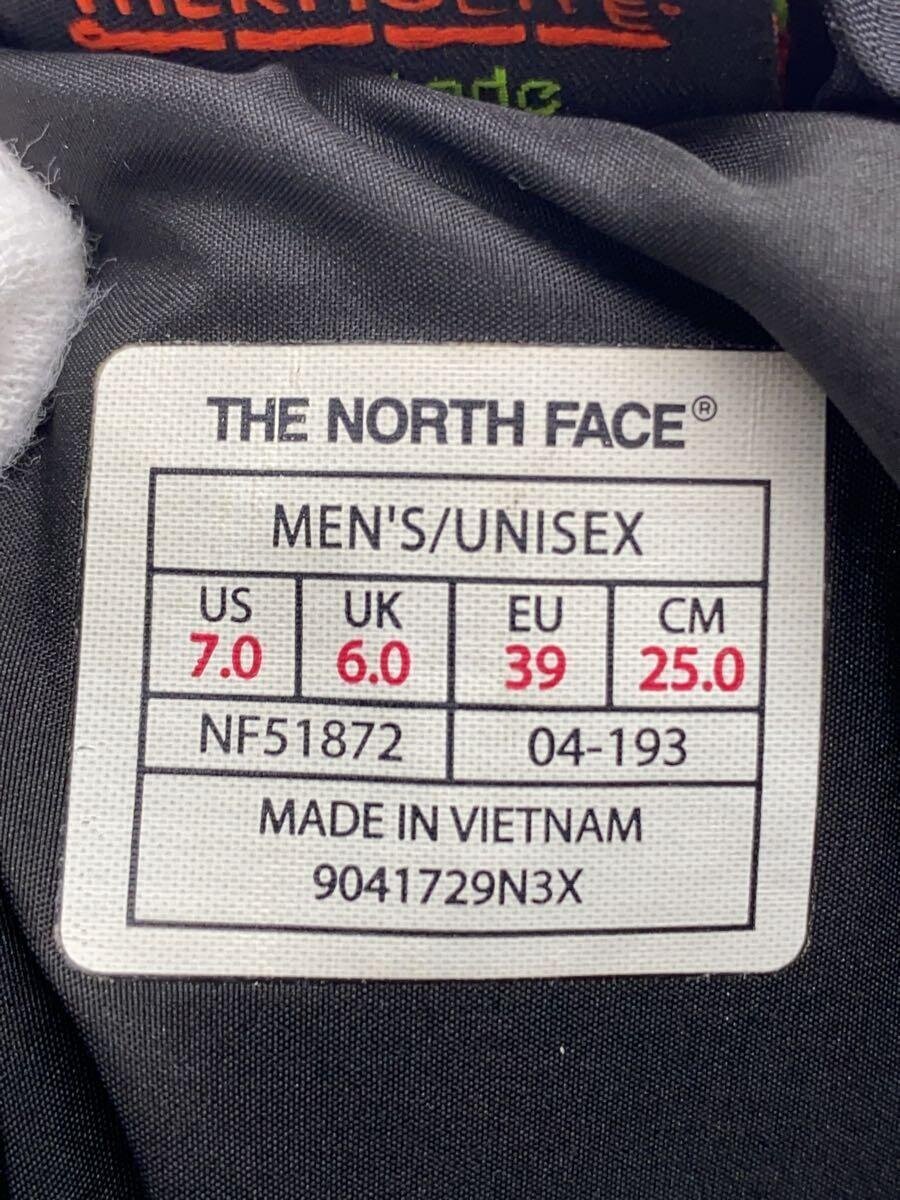 THERMOLITE.
THE NORTH FACE®
MEN'S/UNISEX
US UK EU CM
7.0 6.0 39 25.0
NF51872 04-193
MADE IN VIETNAM
9041729N3X